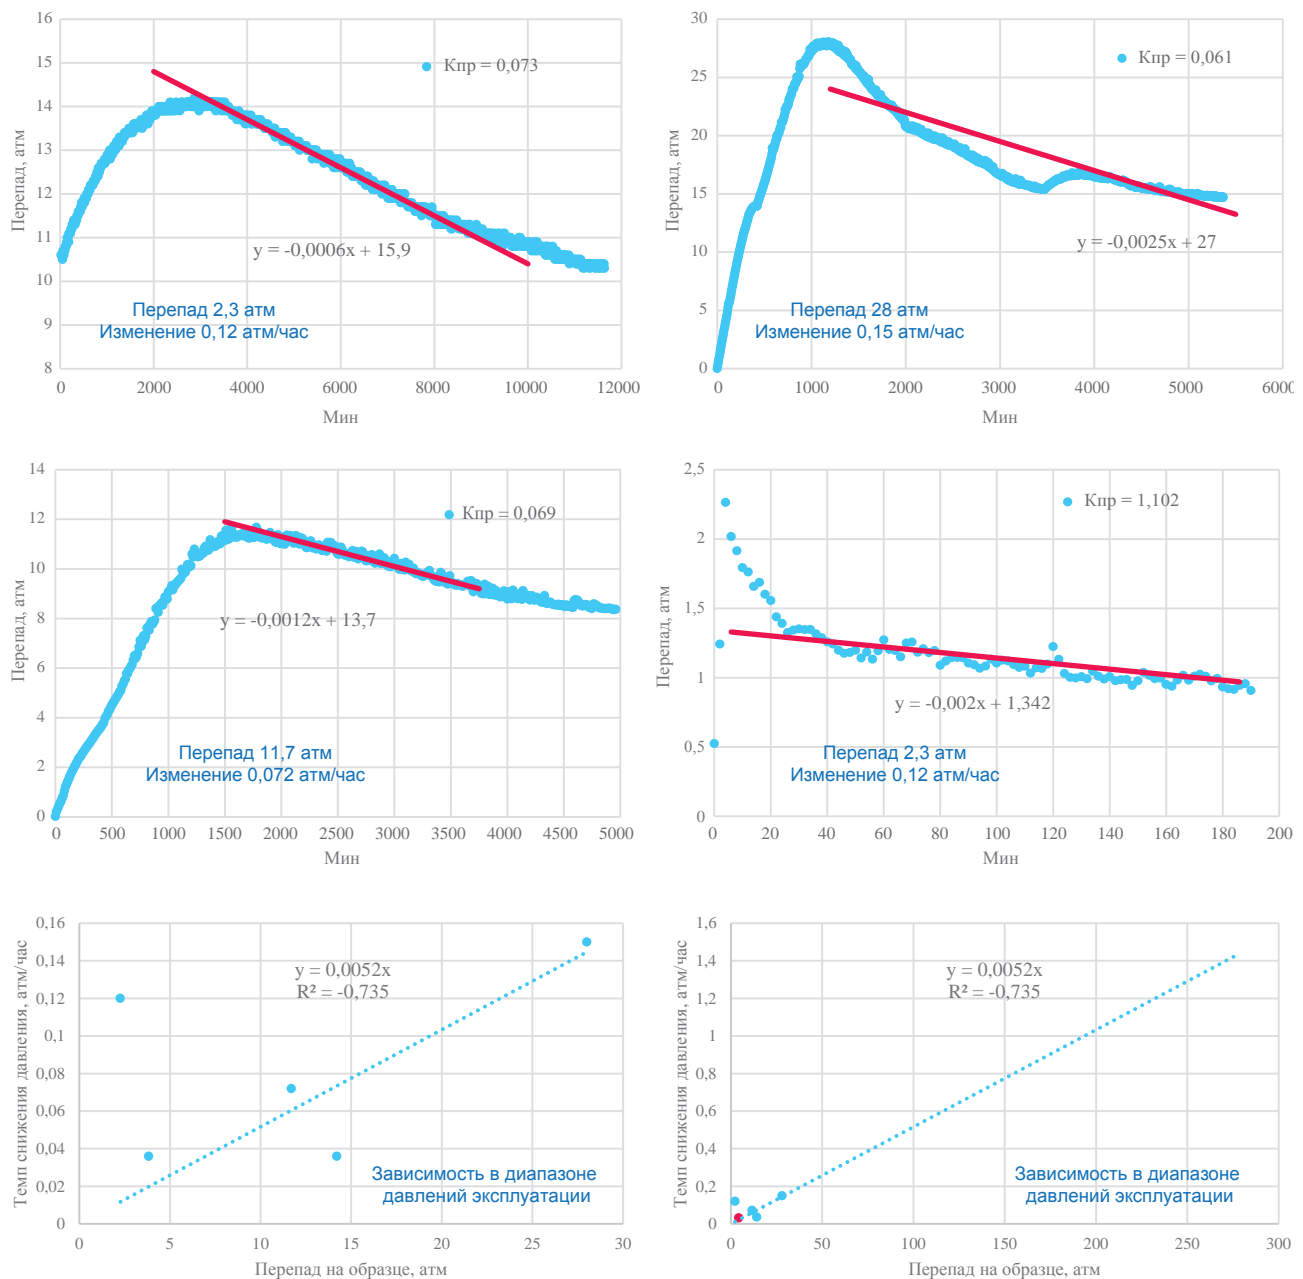 16
15
14
13
12
11
10
9
8
Перепад, атм
Кпр = 0,073
y = -0,0006x + 15,9
Перепад 2,3 атм
Изменение 0,12 атм/час
0
2000
4000
6000
8000
10000
12000
Мин
30
25
20
15
10
5
0
Перепад, атм
Кпр = 0,061
y = -0,0025x + 27
Перепад 28 атм
Изменение 0,15 атм/час
0
1000
2000
3000
4000
5000
6000
Мин
14
12
10
8
6
4
2
0
Перепад, атм
Кпр = 0,069
y = -0,0012x + 13,7
Перепад 11,7 атм
Изменение 0,072 атм/час
0
500
1000
1500
2000
2500
3000
3500
4000
4500
5000
Мин
2,5
2
1,5
1
0,5
0
Перепад, атм
Кпр = 1,102
y = -0,002x + 1,342
Перепад 2,3 атм
Изменение 0,12 атм/час
0
20
40
60
80
100
120
140
160
180
200
Мин
0,16
0,14
0,12
0,1
0,08
0,06
0,04
0,02
0
Темп снижения давления, атм/час
y = 0,0052x
R² = -0,735
Зависимость в диапазоне
давлений эксплуатации
0
5
10
15
20
25
30
Перепад на образце, атм
1,6
1,4
1,2
1
0,8
0,6
0,4
0,2
0
Темп снижения давления, атм/час
y = 0,0052x
R² = -0,735
Зависимость в диапазоне
давлений эксплуатации
0
50
100
150
200
250
300
Перепад на образце, атм